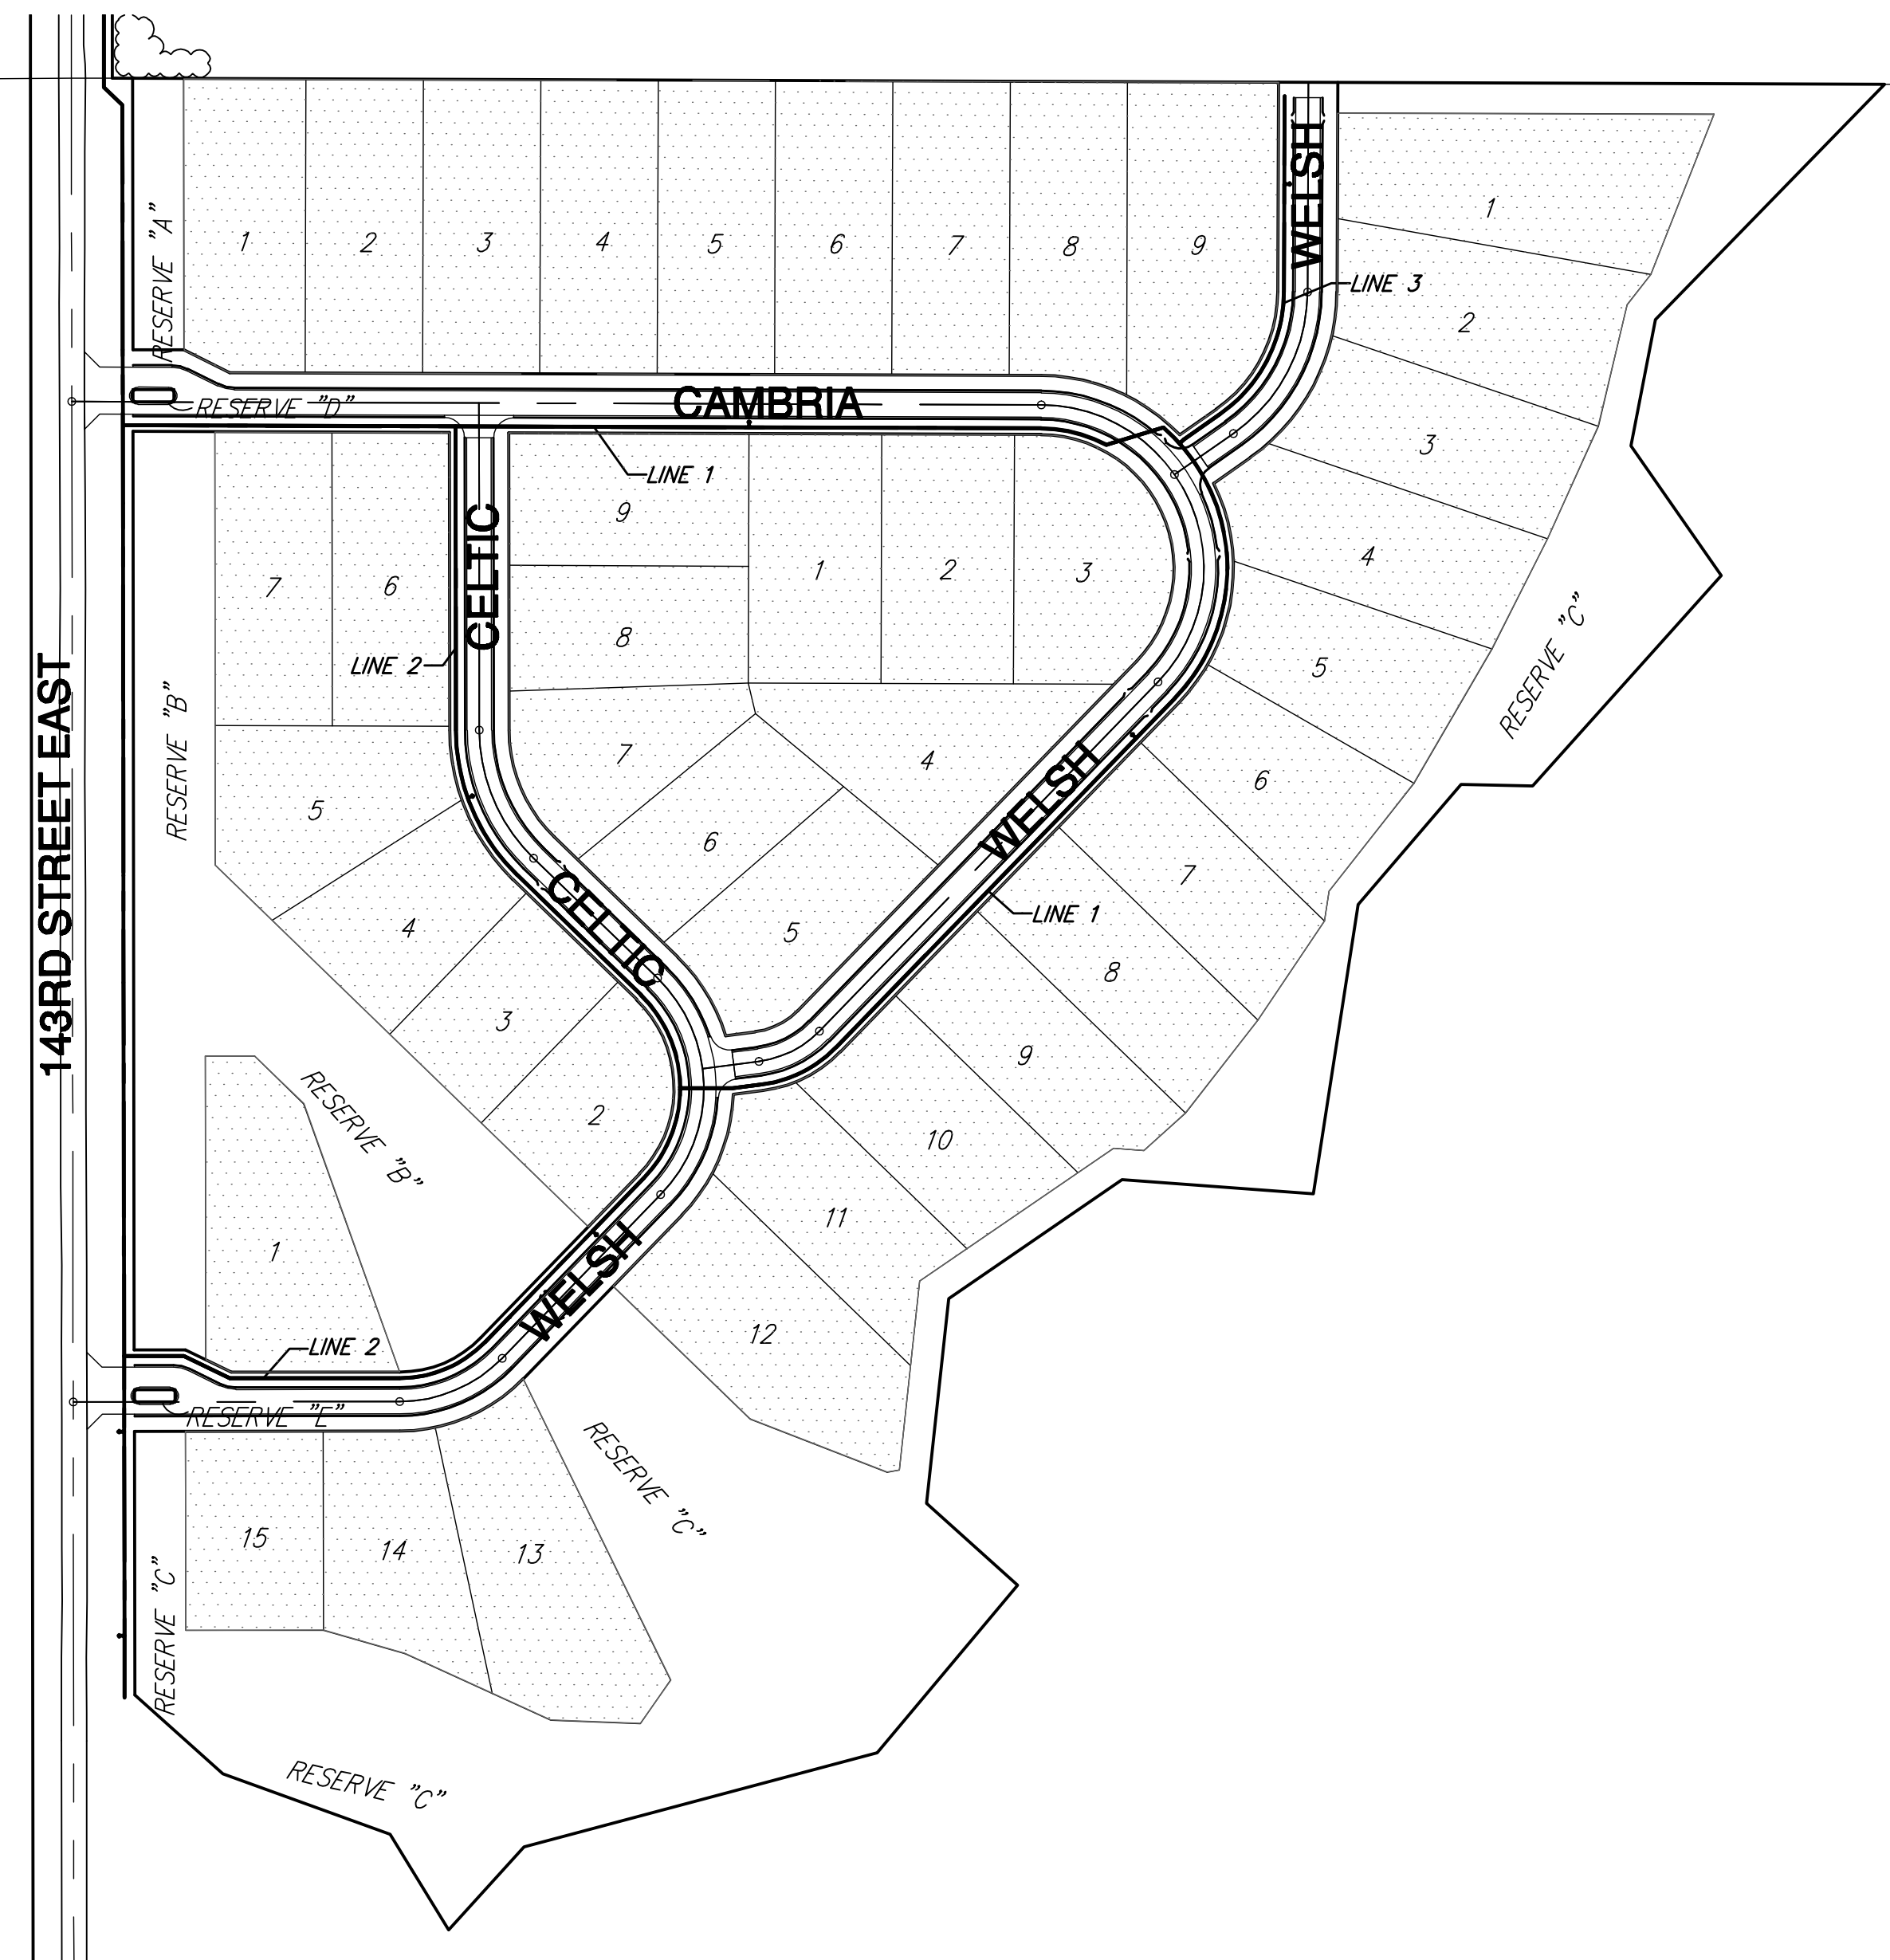 WELSH
1
RESERVE "A"
1
2
3
4
5
6
7
8
9
LINE 3
2
RESERVE "D"
CAMBRIA
LINE 1
3
9
CELTIC
1
2
3
4
7
6
8
LINE 2
5
RESERVE "C"
143RD STREET EAST
RESERVE "B"
7
4
6
5
WELSH
6
7
CELTIC
LINE 1
4
5
8
3
9
RESERVE "B"
2
10
11
1
WELSH
12
LINE 2
RESERVE "E"
RESERVE "C"
15
14
13
RESERVE "C"
RESERVE "C"